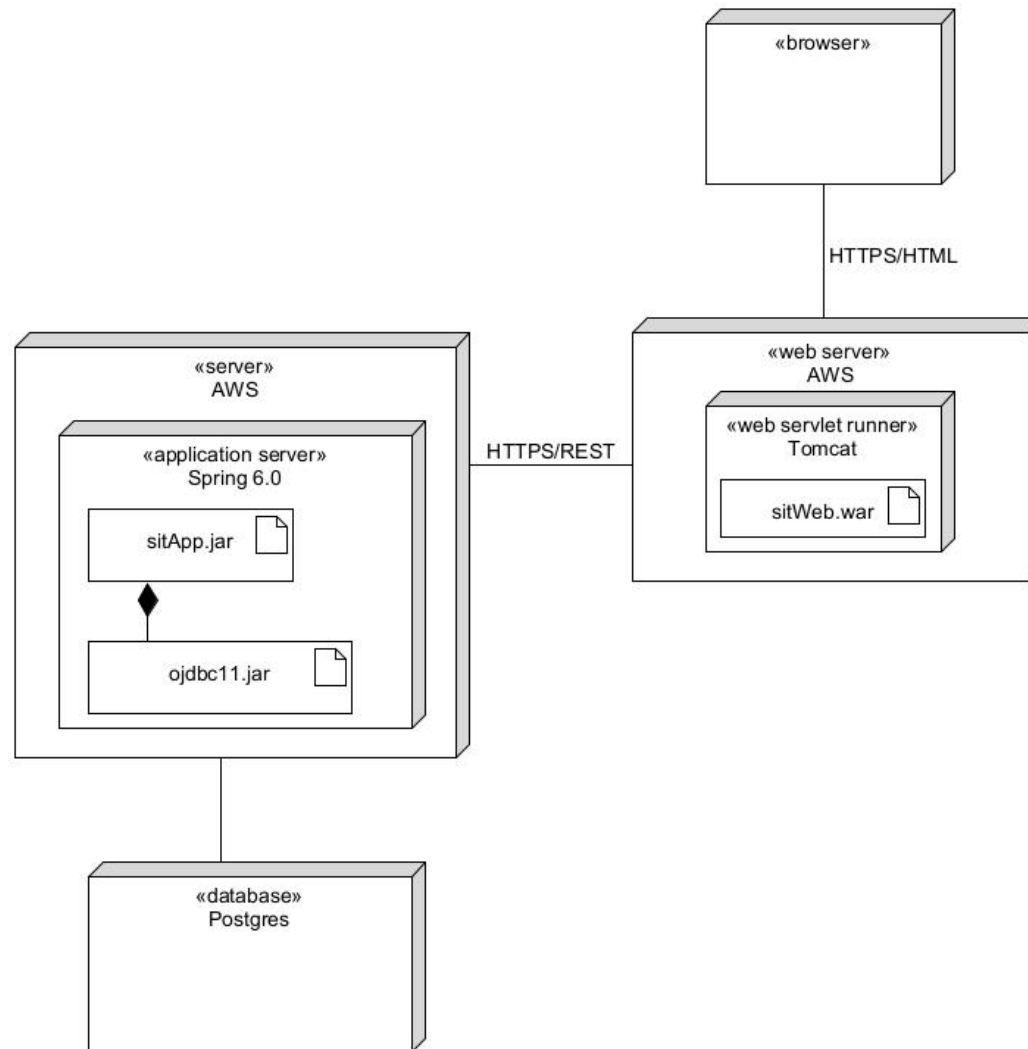 «browser»
HTTPS/HTML
«server»
AWS
«application server»
Spring 6.0
sitApp.jar
ojdbc11.jar
HTTPS/REST
«web server»
AWS
«web servlet runner»
Tomcat
sitWeb.war
«database»
Postgres